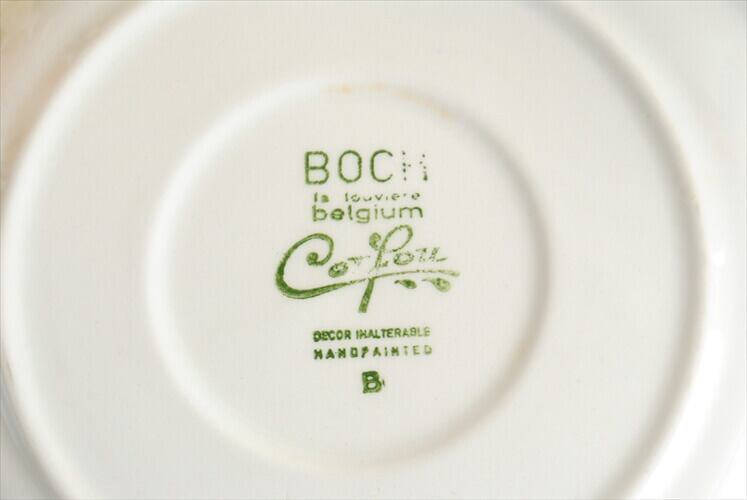 BOCH
la louvière
belgium
Corfou
DECOR INALTERABLE
HANDPAINTED
B